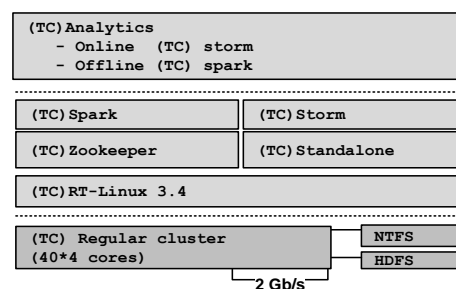 (TC)Analytics
- Online (TC) storm
- Offline (TC) spark
(TC)Spark
(TC)Storm
(TC)Zookeeper
(TC)Standalone
(TC)RT-Linux 3.4
(TC) Regular cluster
(40*4 cores)
NTFS
HDFS
2 Gb/s